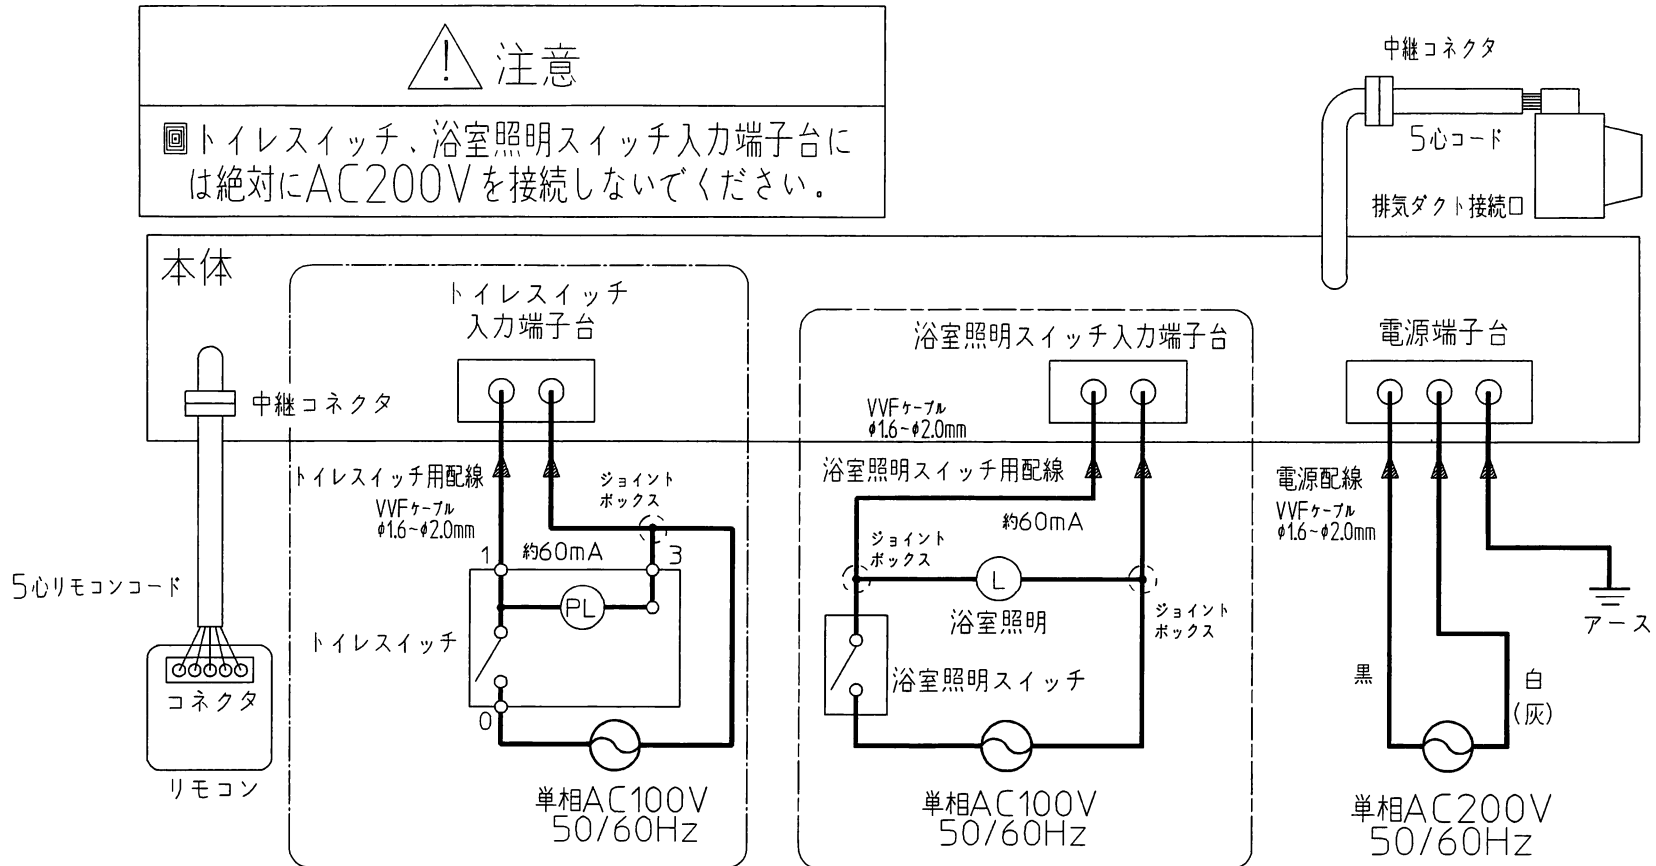 注意
トイレスイッチ、浴室照明スイッチ入力端子台に
は絶対にAC200Vを接続しないでください。
中継コネクタ
5心コード
排気ダクト接続口
本体
トイレスイッチ
入力端子台
浴室照明スイッチ入力端子台
電源端子台
中継コネクタ
VVFケーブル
φ1.6~φ2.0mm
トイレスイッチ用配線
VVFケーブル
φ1.6~φ2.0mm
ジョイント
ボックス
浴室照明スイッチ用配線
電源配線
VVFケーブル
φ1.6~φ2.0mm
1
約60mA
3
約60mA
ジョイント
ボックス
5心リモコンコード
PL
L
浴室照明
ジョイント
ボックス
アース
トイレスイッチ
浴室照明スイッチ
黒
白
(灰)
コネクタ
0
リモコン
単相AC100V
50/60Hz
単相AC100V
50/60Hz
単相AC200V
50/60Hz